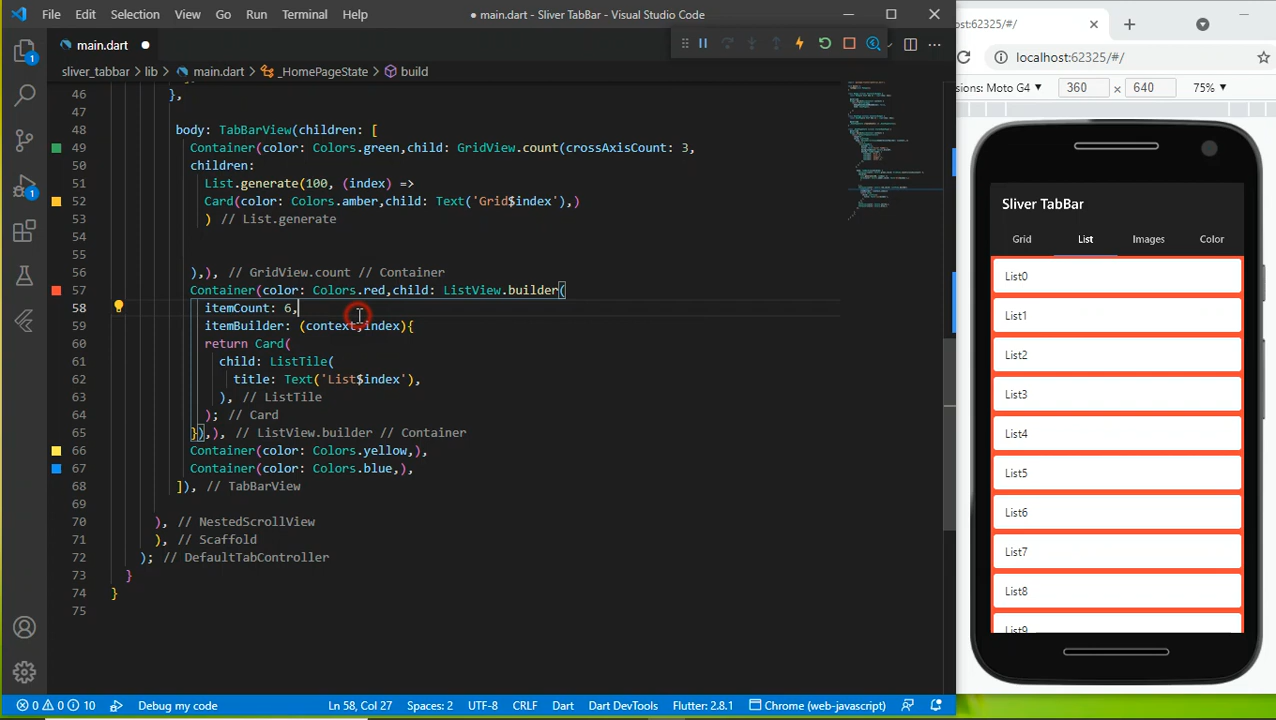 File Edit Selection View Go Run Terminal Help
● main.dart - Sliver TabBar - Visual Studio Code
main.dart ●
sliver_tabbar > lib > main.dart > _HomePageState > build
46
47 },
48 body: TabBarView(children: [
49 Container(color: Colors.green,child: GridView.count(crossAxisCount: 3,
50 children:
51 List.generate(100, (index) =>
52 Card(color: Colors.amber,child: Text('Grid$index'),)
53 ) // List.generate
54
55
56 ),), // GridView.count // Container
57 Container(color: Colors.red,child: ListView.builder(
58 itemCount: 6,
59 itemBuilder: (context,index){
60 return Card(
61 child: ListTile(
62 title: Text('List$index'),
63 ), // ListTile
64 ); // Card
65 }),), // ListView.builder // Container
66 Container(color: Colors.yellow,),
67 Container(color: Colors.blue,),
68 ]), // TabBarView
69
70 ), // NestedScrollView
71 ), // Scaffold
72 ); // DefaultTabController
73 }
74 }
75
1
1
0 0 10 Debug my code Ln 58, Col 27 Spaces: 2 UTF-8 CRLF Dart Dart DevTools Flutter: 2.8.1 Chrome (web-javascript)
localhost:62325/#/
sions: Moto G4 ▼ 360 × 640 75% ▼
Sliver TabBar
Grid List Images Color
List0
List1
List2
List3
List4
List5
List6
List7
List8
List9